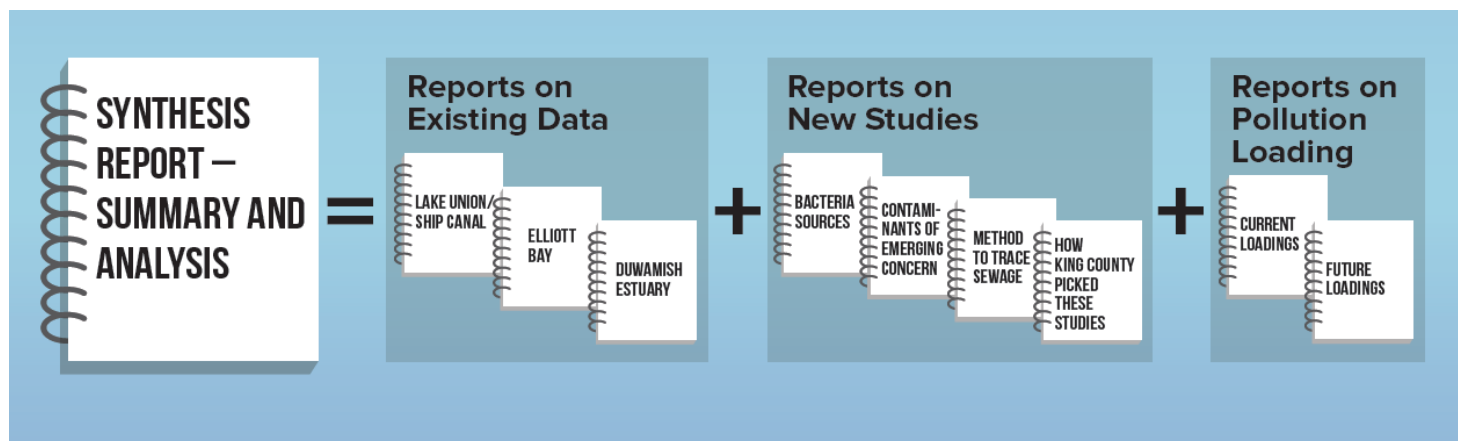 SYNTHESIS
REPORT –
SUMMARY AND
ANALYSIS
=
Reports on
Existing Data
LAKE UNION/
SHIP CANAL
ELLIOTT
BAY
DUWAMISH
ESTUARY
+
Reports on
New Studies
BACTERIA
SOURCES
CONTAMI-
NANTS OF
EMERGING
CONCERN
METHOD
TO TRACE
SEWAGE
HOW
KING COUNTY
PICKED
THESE
STUDIES
+
Reports on
Pollution
Loading
CURRENT
LOADINGS
FUTURE
LOADINGS